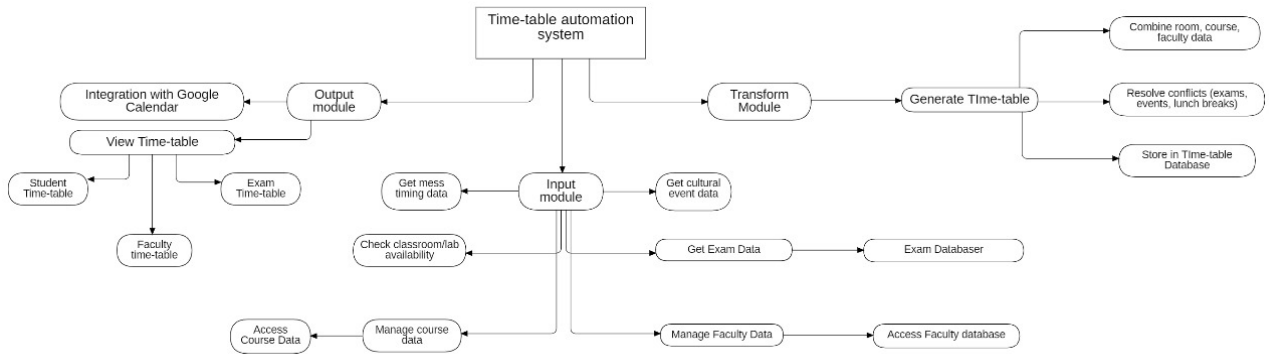 Time-table automation
system
Combine room, course,
faculty data
Integration with Google
Calendar
Output
module
Transform
Module
Generate TIme-table
Resolve conflicts (exams,
events, lunch breaks)
View Time-table
Store in TIme-table
Database
Student
Time-table
Exam
Time-table
Get mess
timing data
Input
module
Get cultural
event data
Faculty
time-table
Check classroom/lab
availability
Get Exam Data
Exam Databaser
Access
Course Data
Manage course
data
Manage Faculty Data
Access Faculty database